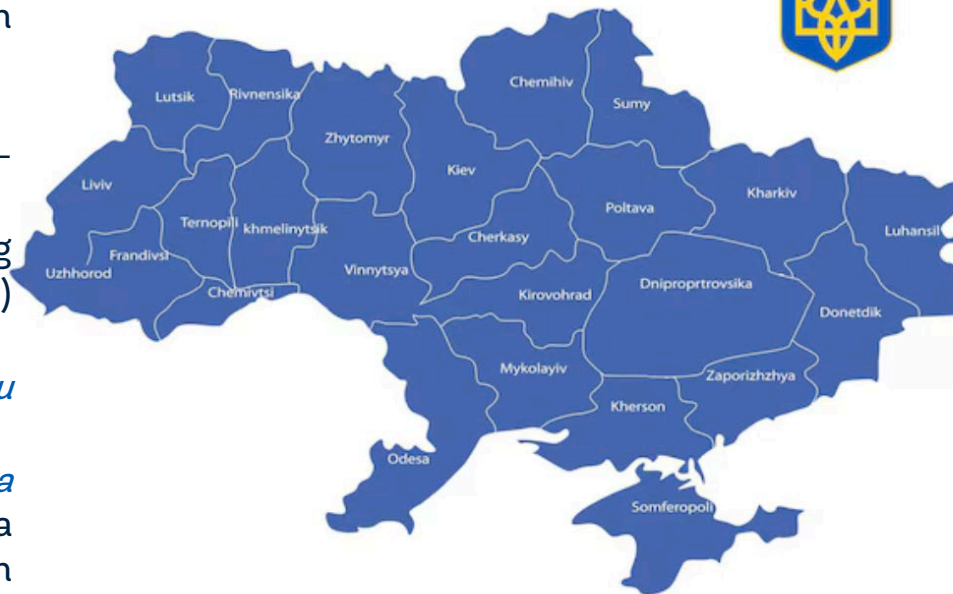 n
–
g
)
u
a
a
n
Chemihiv
Sumy
Lutsik
Rivnensika
Zhytomyr
Kiev
Liviv
Kharkiv
Poltava
Ternopili
khmelinytsik
Cherkasy
Luhansil
Frandivsi
Uzhhorod
Vinnytsya
Chemivtsi
Kirovohrad
Dniproprtrovsika
Donetdik
Mykolayiv
Zaporizhzhya
Kherson
Odesa
Somferopoli